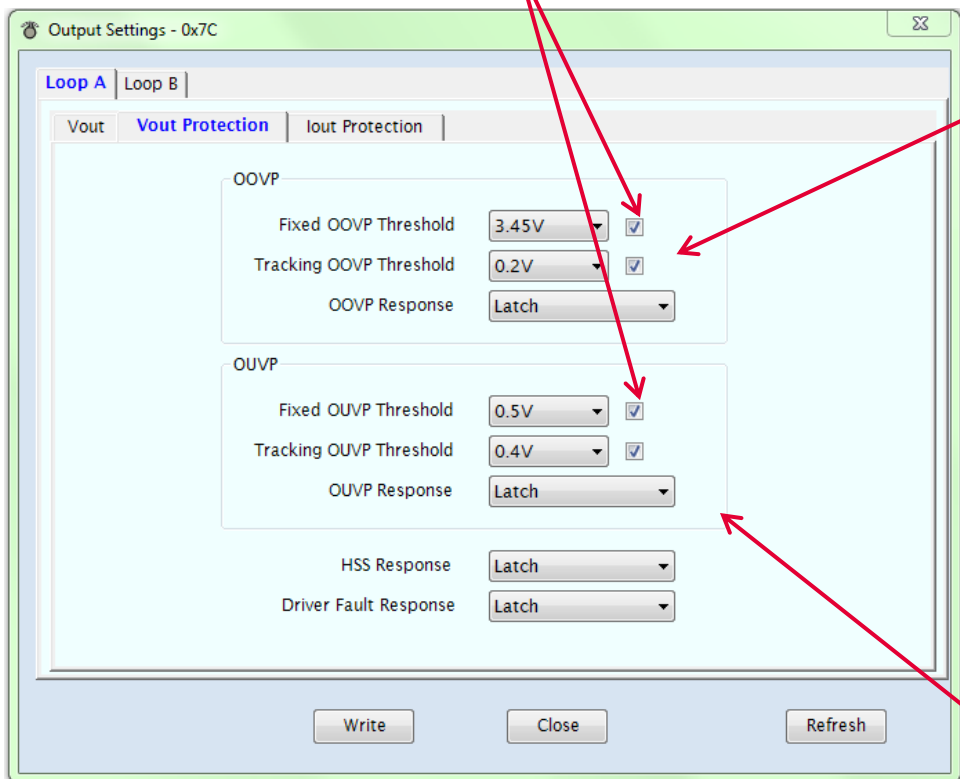 Output Settings - 0x7C
Loop A Loop B
Vout Vout Protection Iout Protection
OOVP
Fixed OOVP Threshold 3.45V
Tracking OOVP Threshold 0.2V
OOVP Response Latch
OUVP
Fixed OUVP Threshold 0.5V
Tracking OUVP Threshold 0.4V
OUVP Response Latch
HSS Response Latch
Driver Fault Response Latch
Write Close Refresh